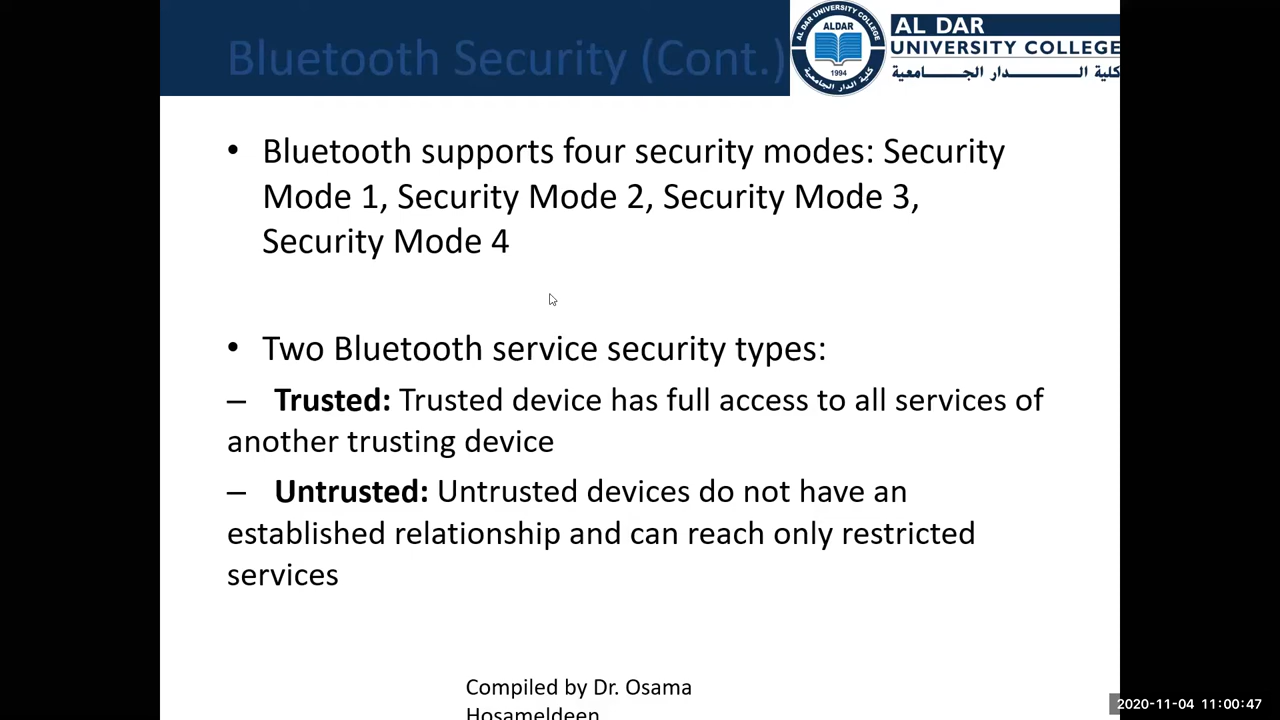 Bluetooth Security (Cont.)
ALDAR
1994
AL DAR
UNIVERSITY COLLEGE
كلية الدار الجامعية
• Bluetooth supports four security modes: Security
Mode 1, Security Mode 2, Security Mode 3,
Security Mode 4
• Two Bluetooth service security types:
– Trusted: Trusted device has full access to all services of
another trusting device
– Untrusted: Untrusted devices do not have an
established relationship and can reach only restricted
services
Compiled by Dr. Osama
Hosameldeen
2020-11-04 11:00:47